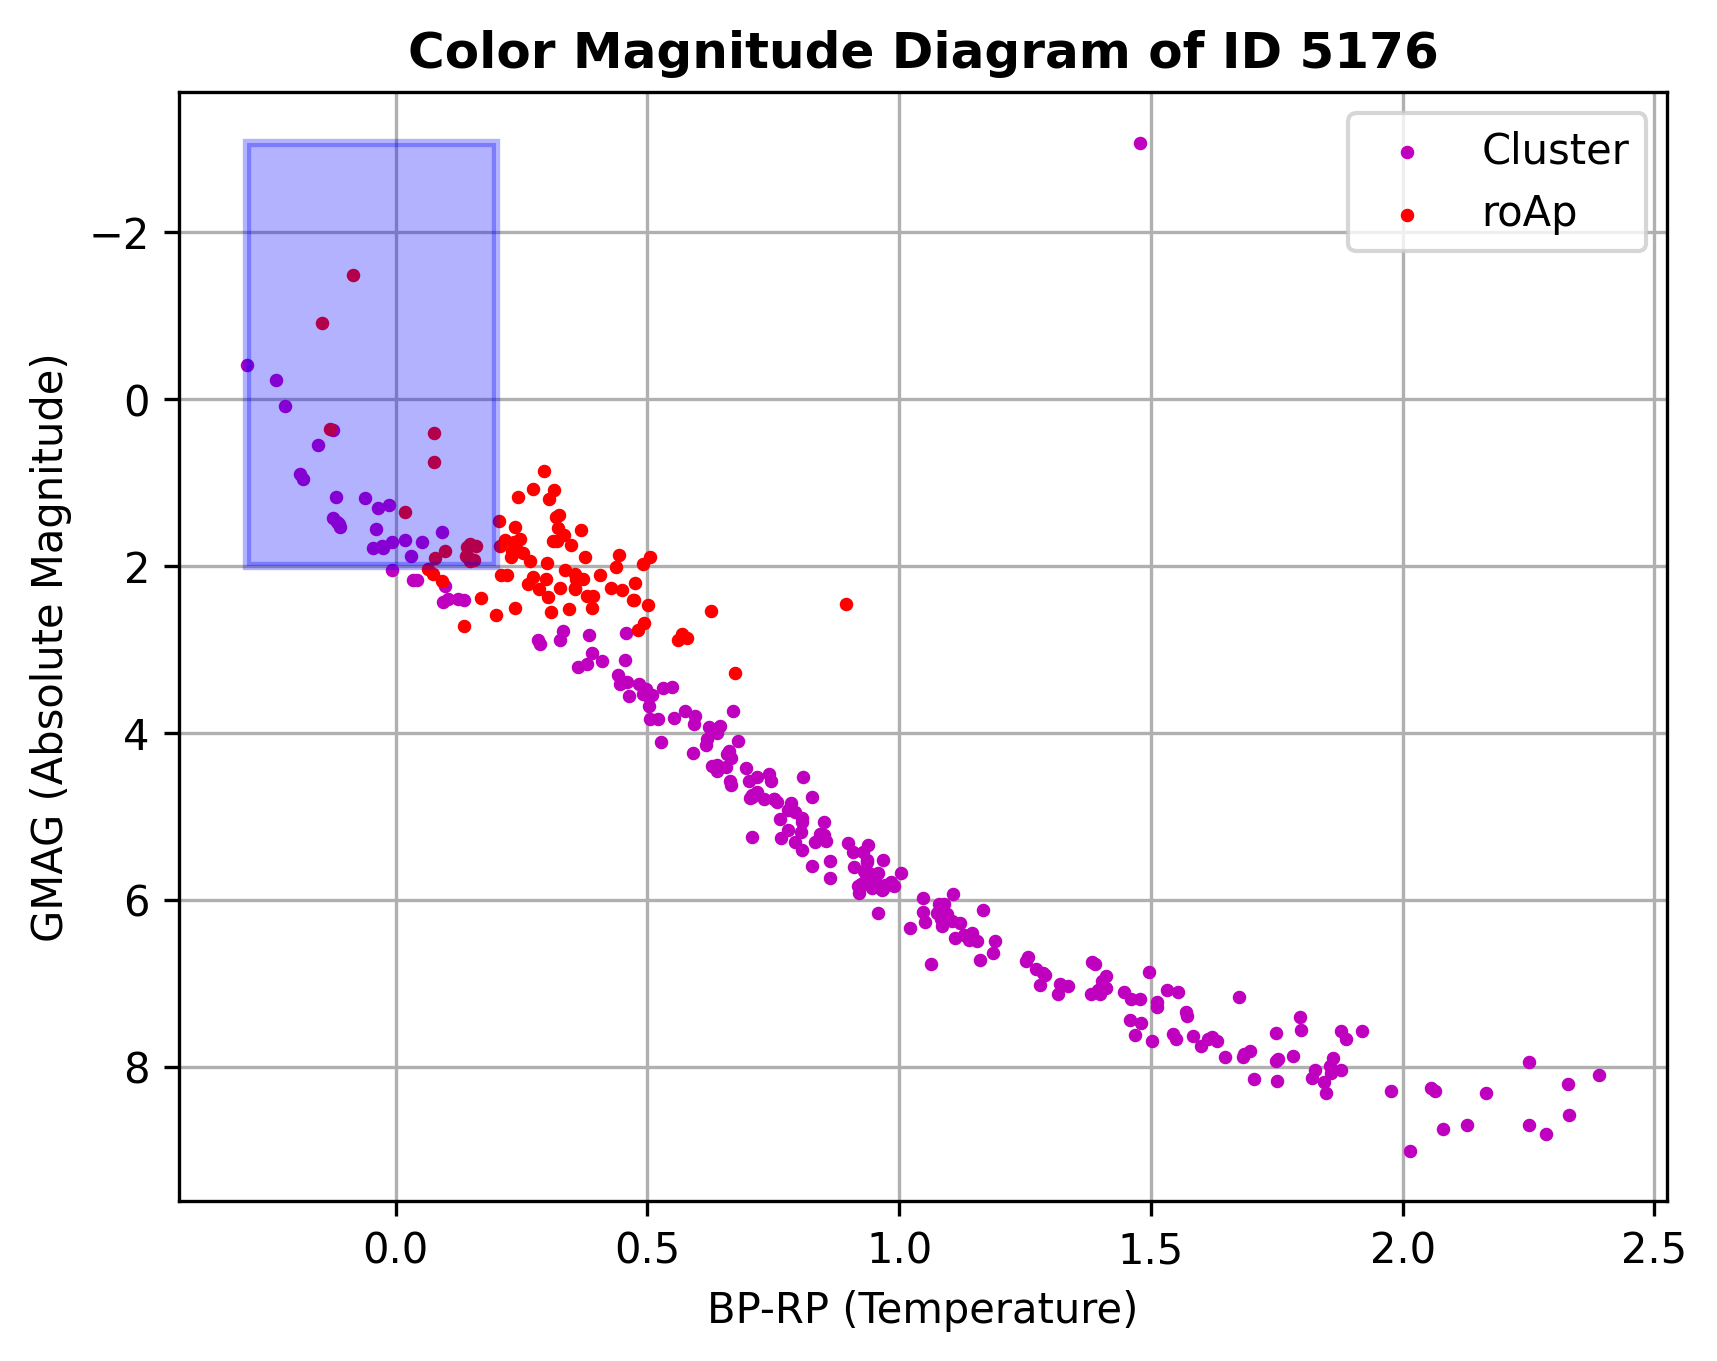 Color Magnitude Diagram of ID 5176
Cluster
roAp
−2
0
2
4
6
8
GMAG (Absolute Magnitude)
0.0 0.5 1.0 1.5 2.0 2.5
BP-RP (Temperature)